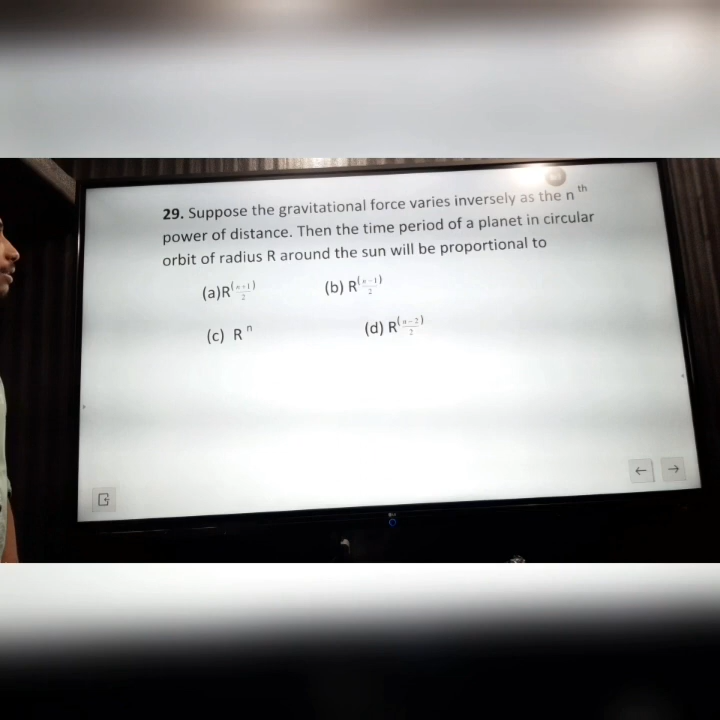 29. Suppose the gravitational force varies inversely as the n th
power of distance. Then the time period of a planet in circular
orbit of radius R around the sun will be proportional to
(a)R(n+1/2) (b) R(n−1/2)
(c) R n (d) R(n−2/2)